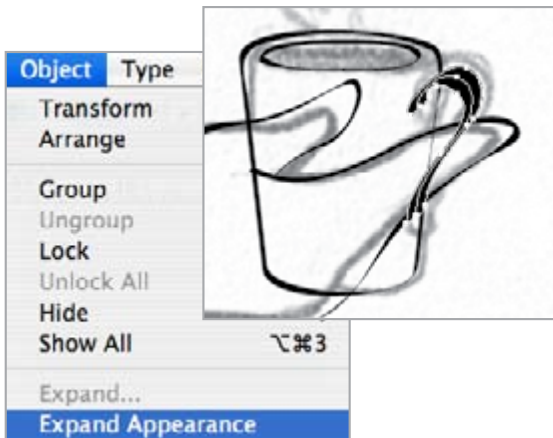 Object Type
Transform
Arrange
Group
Ungroup
Lock
Unlock All
Hide
Show All ⌥⌘3
Expand...
Expand Appearance